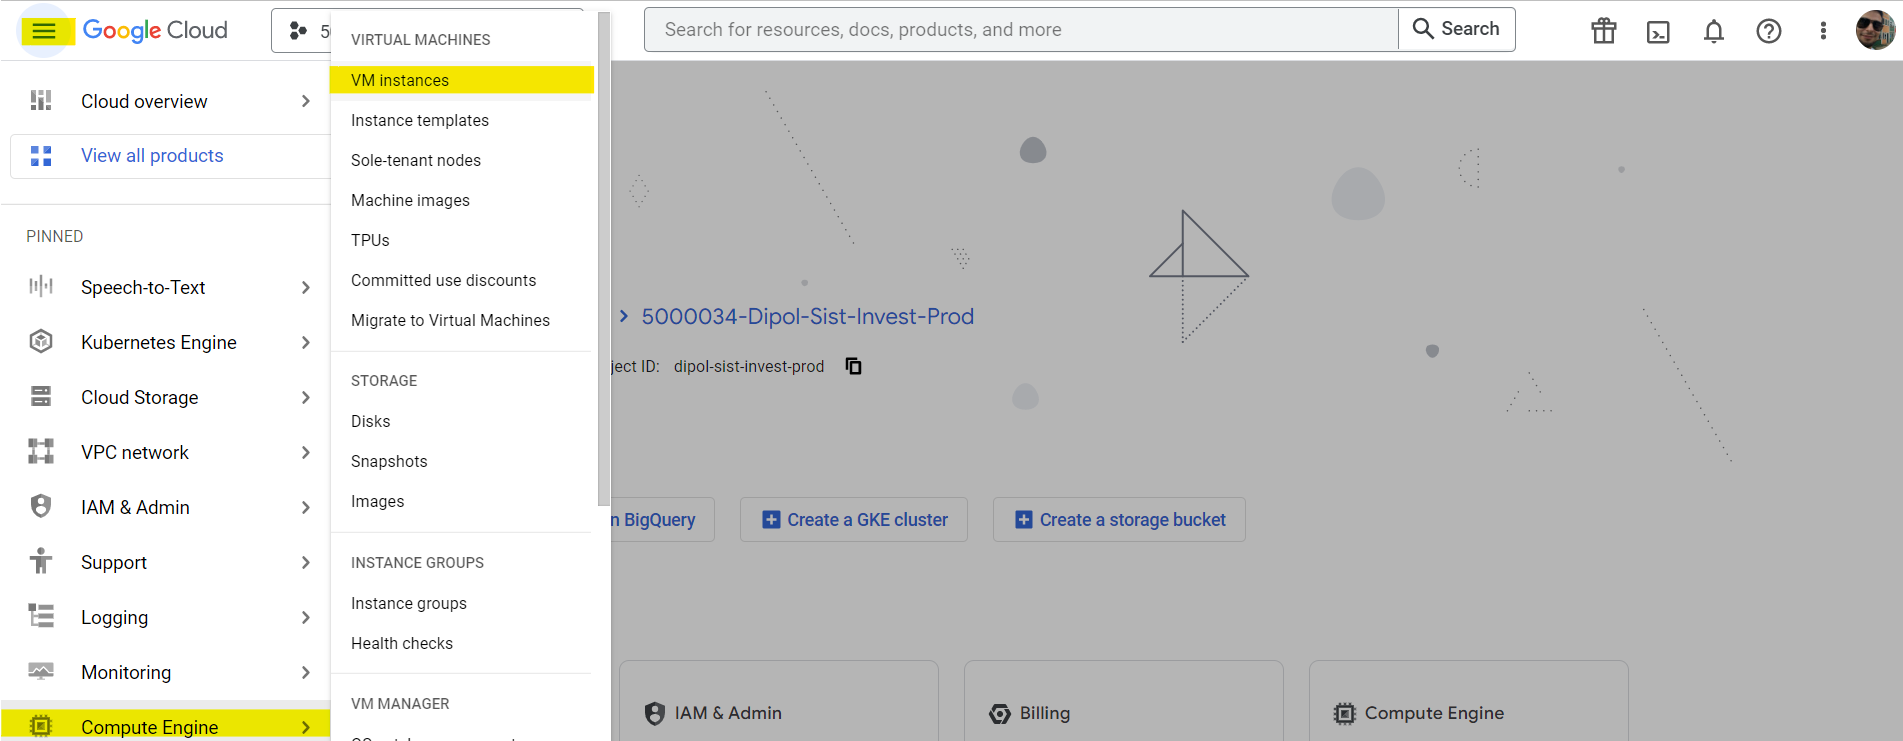 Google Cloud
5
Search for resources, docs, products, and more
Search
Cloud overview
View all products
PINNED
Speech-to-Text
Kubernetes Engine
Cloud Storage
VPC network
IAM & Admin
Support
Logging
Monitoring
Compute Engine
VIRTUAL MACHINES
VM instances
Instance templates
Sole-tenant nodes
Machine images
TPUs
Committed use discounts
Migrate to Virtual Machines
STORAGE
Disks
Snapshots
Images
INSTANCE GROUPS
Instance groups
Health checks
VM MANAGER
5000034-Dipol-Sist-Invest-Prod
ject ID: dipol-sist-invest-prod
n BigQuery
Create a GKE cluster
Create a storage bucket
IAM & Admin
Billing
Compute Engine